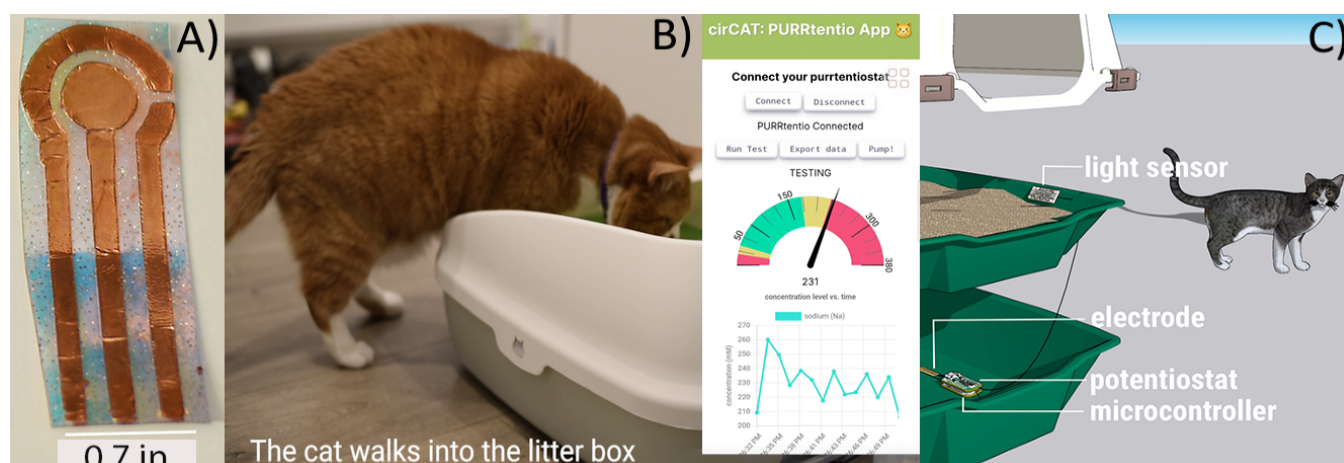 A)
0.7 in
B)
The cat walks into the litter box
cirCAT: PURRtentio App
Connect your purrtentiostat
Connect Disconnect
PURRtentio Connected
Run Test Export data Pump!
TESTING
50 150 300 380
231
concentration level vs. time
sodium (Na)
concentration (mM)
270
260
250
240
230
220
210
200
C)
light sensor
electrode
potentiostat
microcontroller